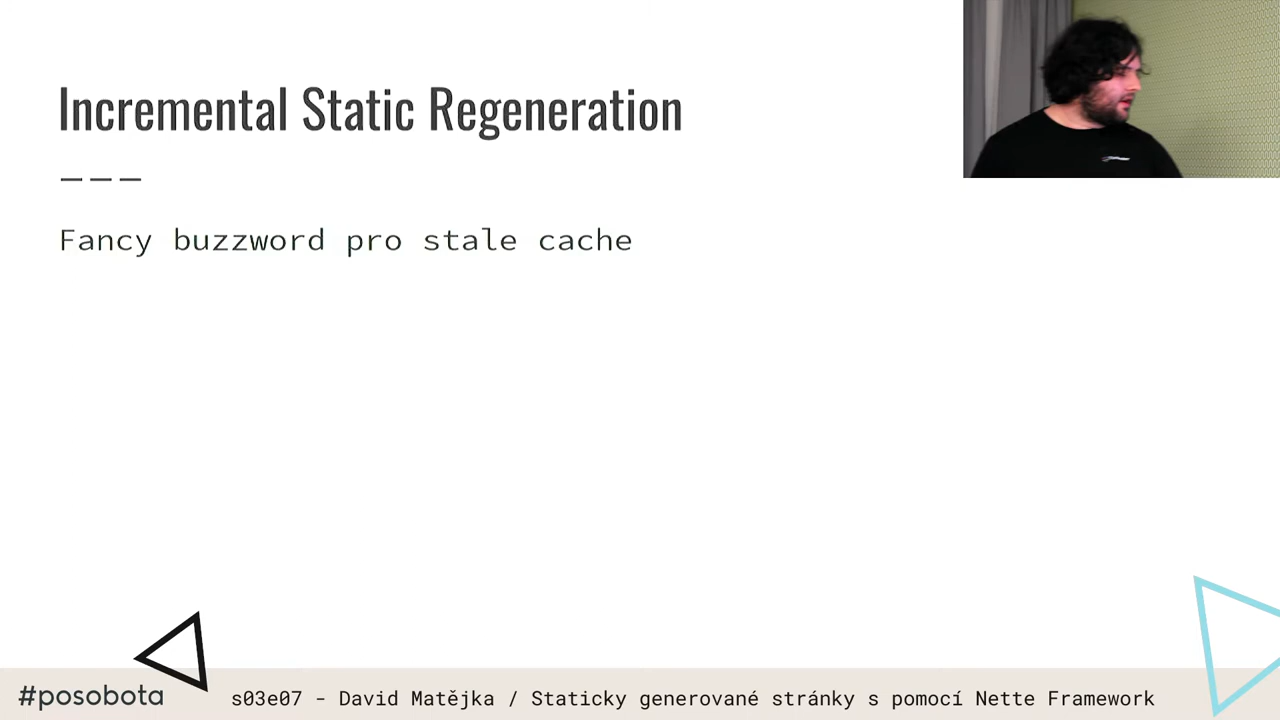 Incremental Static Regeneration
———
Fancy buzzword pro stale cache
#posobota
s03e07 - David Matějka / Staticky generované stránky s pomocí Nette Framework